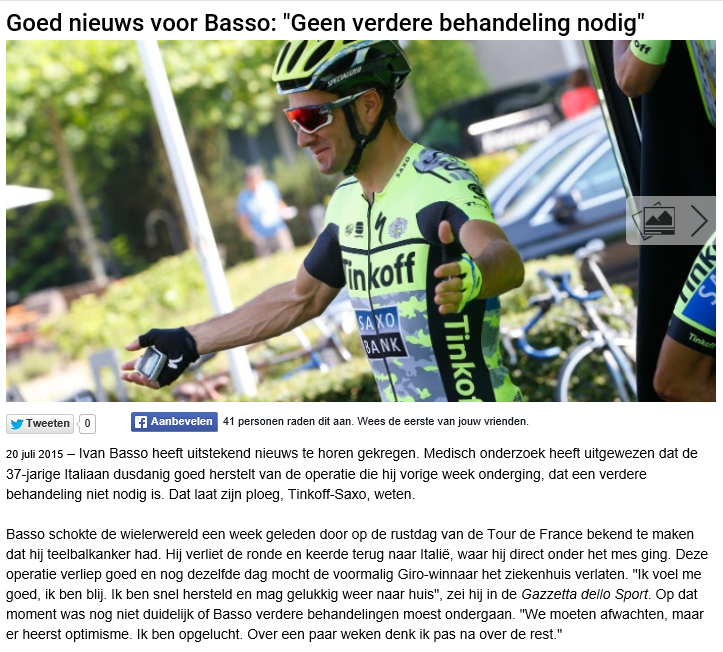 Goed nieuws voor Basso: "Geen verdere behandeling nodig"
SPECIALIZED
off
SAXO
Tinkoff
SAXO
BANK
Tinkoff
Tweeten 0 Aanbevelen 41 personen raden dit aan. Wees de eerste van jouw vrienden.
20 juli 2015 – Ivan Basso heeft uitstekend nieuws te horen gekregen. Medisch onderzoek heeft uitgewezen dat de
37-jarige Italiaan dusdanig goed herstelt van de operatie die hij vorige week onderging, dat een verdere
behandeling niet nodig is. Dat laat zijn ploeg, Tinkoff-Saxo, weten.
Basso schokte de wielerwereld een week geleden door op de rustdag van de Tour de France bekend te maken
dat hij teelbalkanker had. Hij verliet de ronde en keerde terug naar Italië, waar hij direct onder het mes ging. Deze
operatie verliep goed en nog dezelfde dag mocht de voormalig Giro-winnaar het ziekenhuis verlaten. "Ik voel me
goed, ik ben blij. Ik ben snel hersteld en mag gelukkig weer naar huis", zei hij in de Gazzetta dello Sport. Op dat
moment was nog niet duidelijk of Basso verdere behandelingen moest ondergaan. "We moeten afwachten, maar
er heerst optimisme. Ik ben opgelucht. Over een paar weken denk ik pas na over de rest."